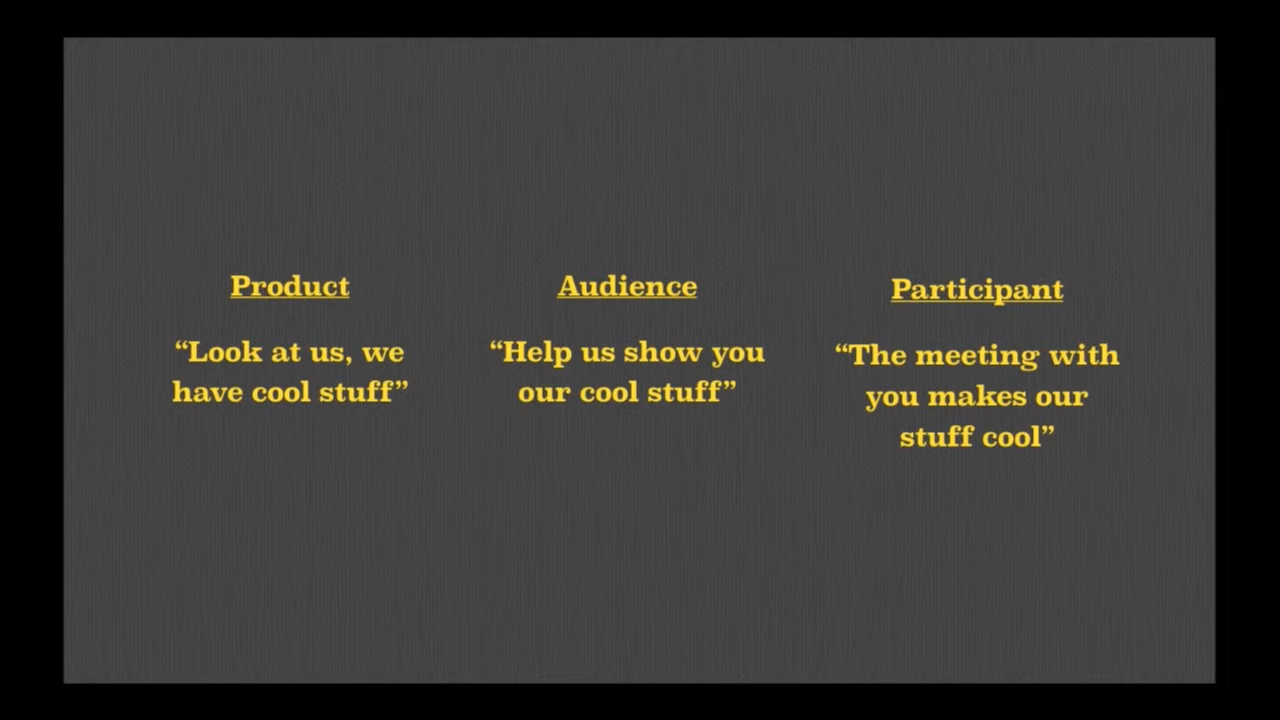 Product
“Look at us, we
have cool stuff”
Audience
“Help us show you
our cool stuff”
Participant
“The meeting with
you makes our
stuff cool”